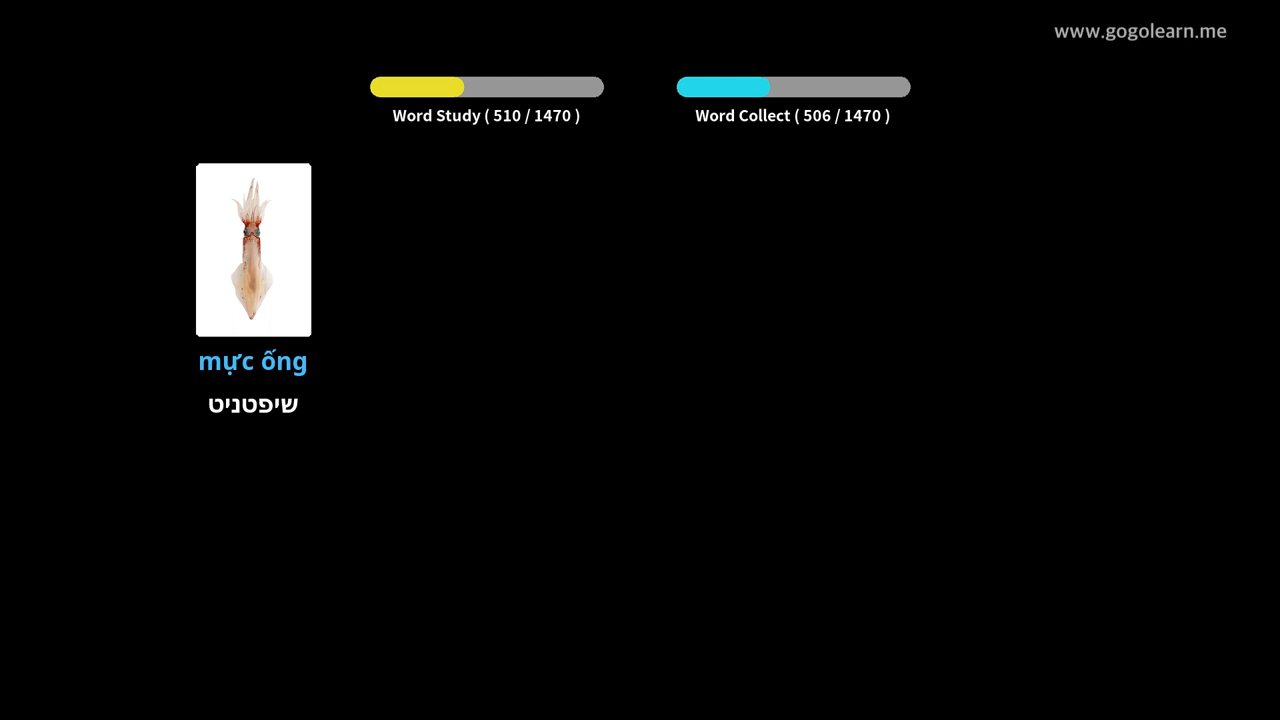 www.gogolearn.me
Word Study ( 510 / 1470 )
Word Collect ( 506 / 1470 )
mực ống
שיפטניט